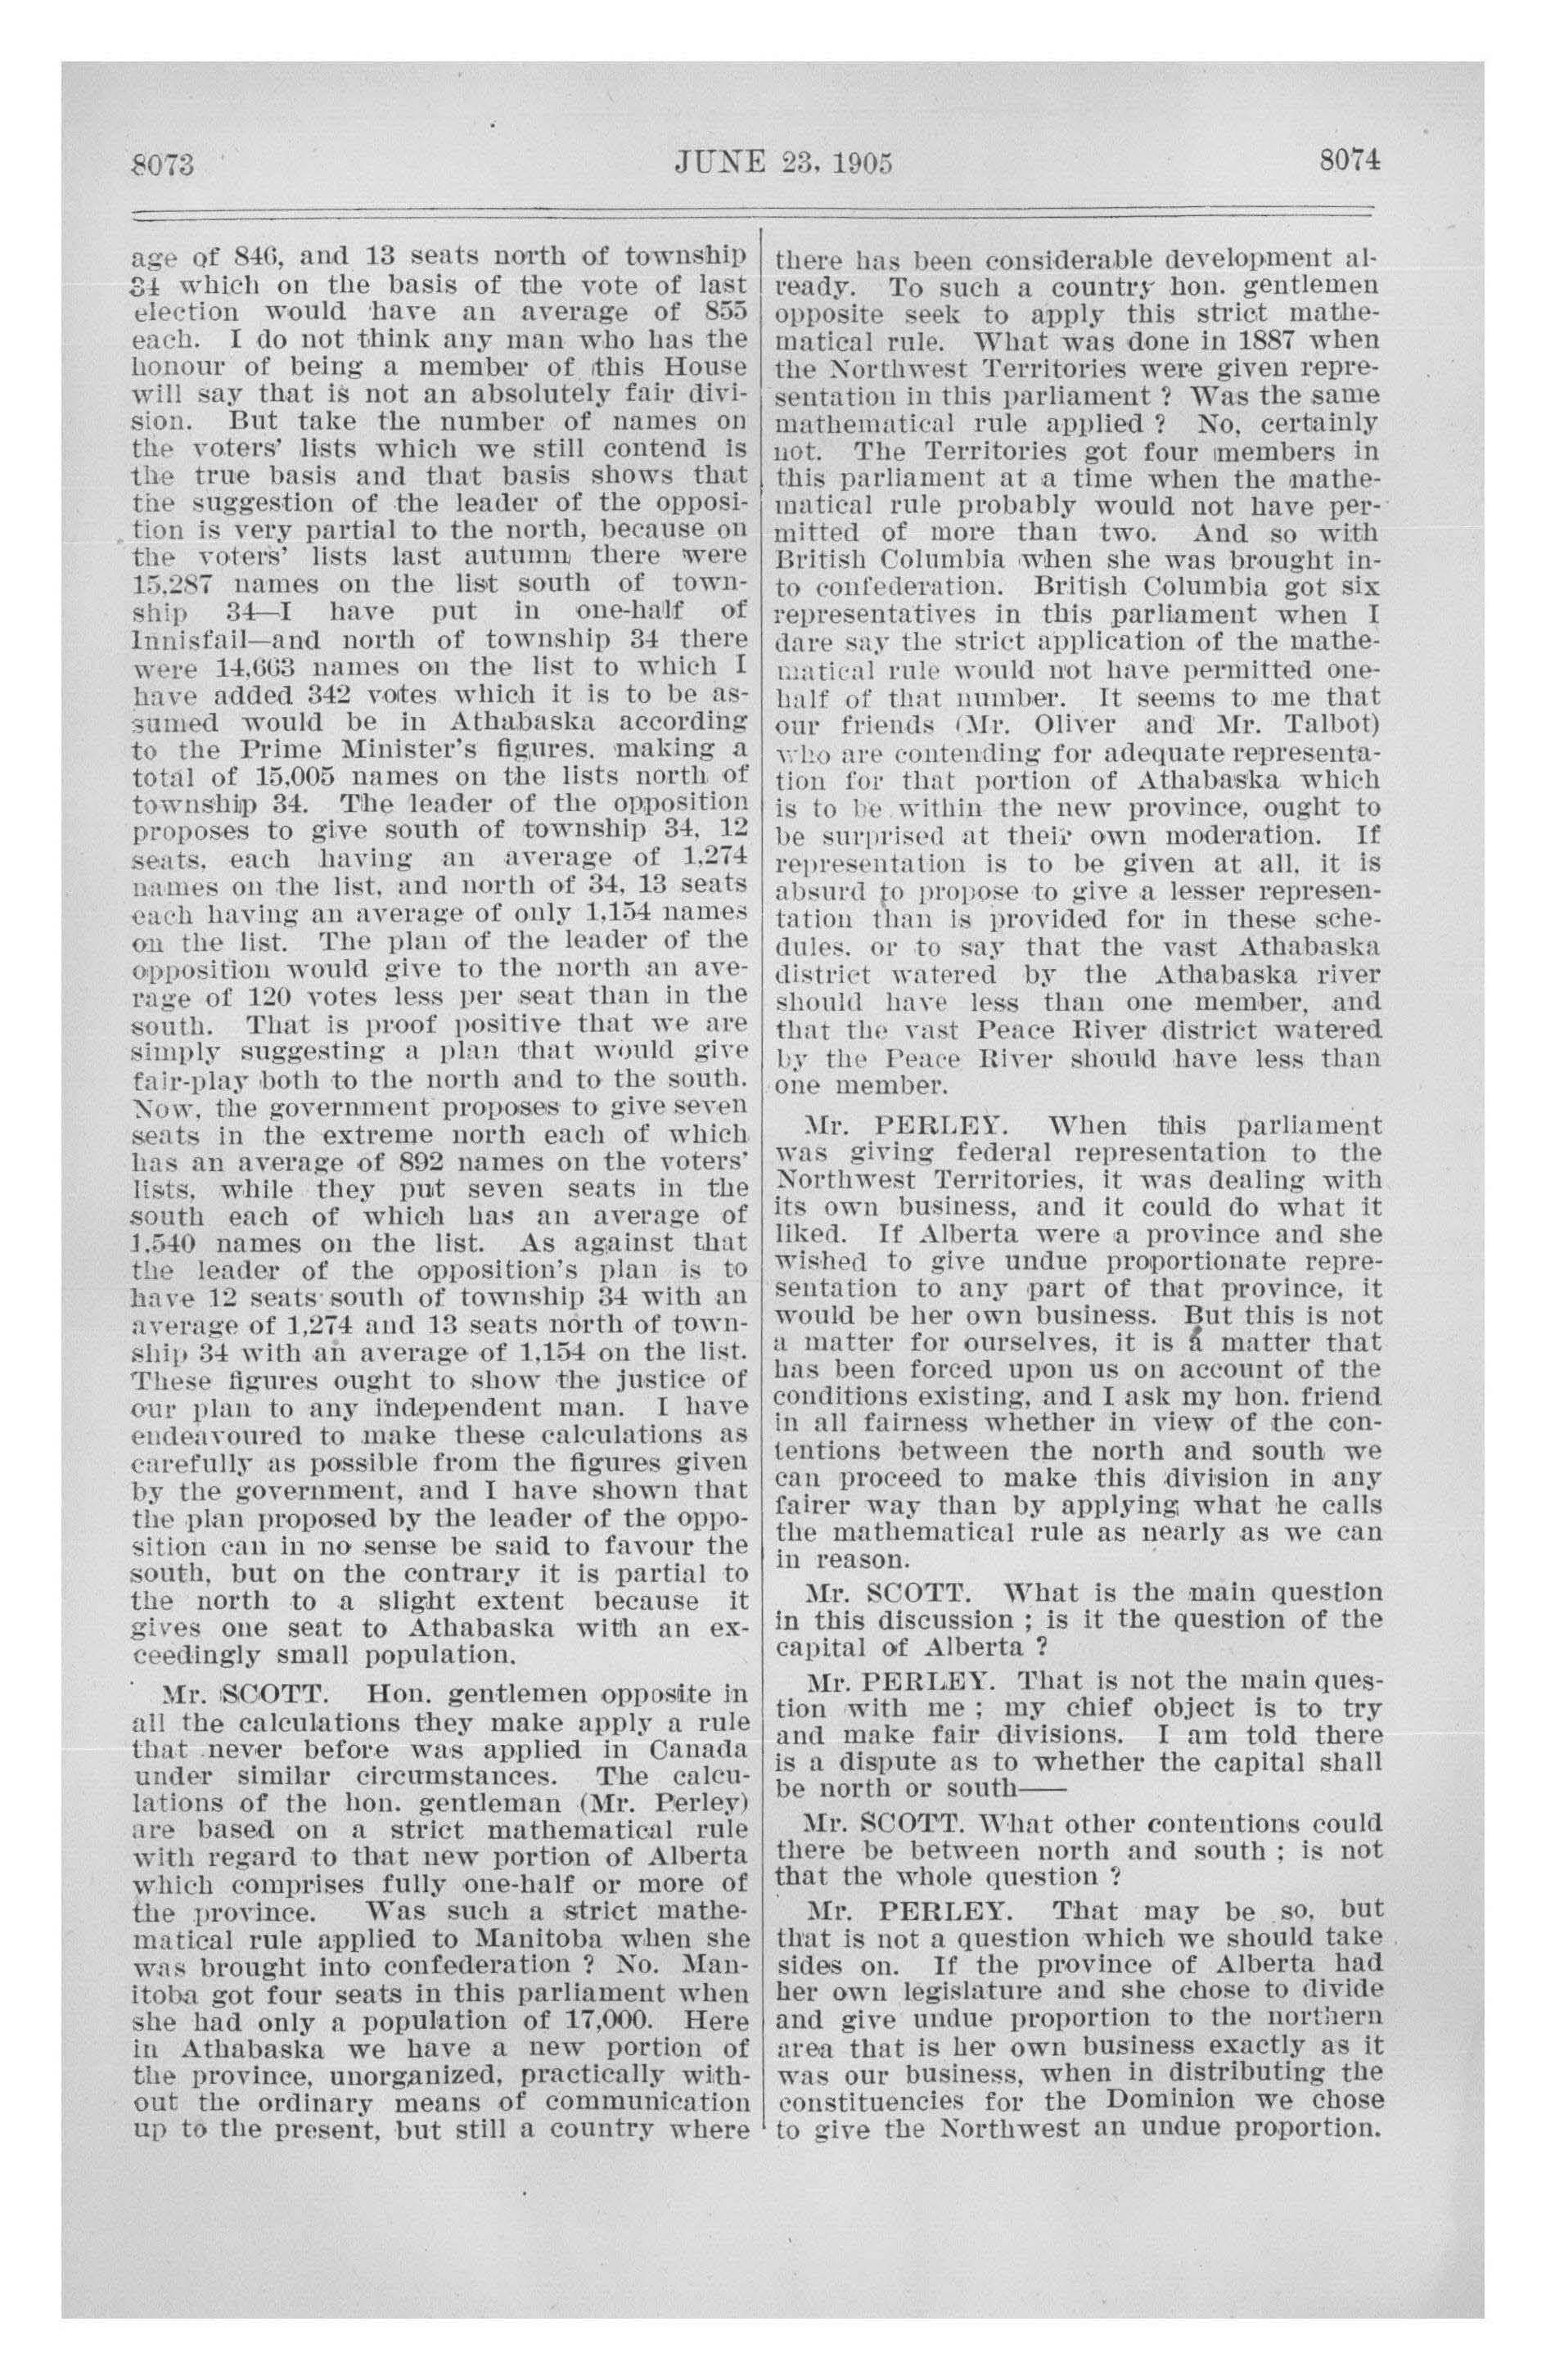 8073
JUNE 23, 1905
8074
age of 846, and 13 seats north of township
34 which on the basis of the vote of last
election would have an average of 855
each. I do not think any man who has the
honour of being a member of this House
will say that is not an absolutely fair divi-
sion. But take the number of names on
the voters' lists which we still contend is
the true basis and that basis shows that
the suggestion of the leader of the opposi-
tion is very partial to the north, because on
the voters' lists last autumn there were
15,287 names on the list south of town-
ship 34—I have put in one-half of
Innisfail—and north of township 34 there
were 14,663 names on the list to which I
have added 342 votes which it is to be as-
sumed would be in Athabaska according
to the Prime Minister's figures, making a
total of 15,005 names on the lists north of
township 34. The leader of the opposition
proposes to give south of township 34, 12
seats, each having an average of 1,274
names on the list, and north of 34, 13 seats
each having an average of only 1,154 names
on the list. The plan of the leader of the
opposition would give to the north an ave-
rage of 120 votes less per seat than in the
south. That is proof positive that we are
simply suggesting a plan that would give
fair-play both to the north and to the south.
Now, the government proposes to give seven
seats in the extreme north each of which
has an average of 892 names on the voters'
lists, while they put seven seats in the
south each of which has an average of
1,540 names on the list. As against that
the leader of the opposition's plan is to
have 12 seats south of township 34 with an
average of 1,274 and 13 seats north of town-
ship 34 with an average of 1,154 on the list.
These figures ought to show the justice of
our plan to any independent man. I have
endeavoured to make these calculations as
carefully as possible from the figures given
by the government, and I have shown that
the plan proposed by the leader of the oppo-
sition can in no sense be said to favour the
south, but on the contrary it is partial to
the north to a slight extent because it
gives one seat to Athabaska with an ex-
ceedingly small population.
Mr. SCOTT. Hon. gentlemen opposite in
all the calculations they make apply a rule
that never before was applied in Canada
under similar circumstances. The calcu-
lations of the hon. gentleman (Mr. Perley)
are based on a strict mathematical rule
with regard to that new portion of Alberta
which comprises fully one-half or more of
the province. Was such a strict mathe-
matical rule applied to Manitoba when she
was brought into confederation ? No. Man-
itoba got four seats in this parliament when
she had only a population of 17,000. Here
in Athabaska we have a new portion of
the province, unorganized, practically with-
out the ordinary means of communication
up to the present, but still a country where
there has been considerable development al-
ready. To such a country hon. gentlemen
opposite seek to apply this strict mathe-
matical rule. What was done in 1887 when
the Northwest Territories were given repre-
sentation in this parliament ? Was the same
mathematical rule applied ? No, certainly
not. The Territories got four members in
this parliament at a time when the mathe-
matical rule probably would not have per-
mitted of more than two. And so with
British Columbia when she was brought in-
to confederation. British Columbia got six
representatives in this parliament when I
dare say the strict application of the mathe-
matical rule would not have permitted one-
half of that number. It seems to me that
our friends (Mr. Oliver and Mr. Talbot)
who are contending for adequate representa-
tion for that portion of Athabaska which
is to be within the new province, ought to
be surprised at their own moderation. If
representation is to be given at all, it is
absurd to propose to give a lesser represen-
tation than is provided for in these sche-
dules, or to say that the vast Athabaska
district watered by the Athabaska river
should have less than one member, and
that the vast Peace River district watered
by the Peace River should have less than
one member.
Mr. PERLEY. When this parliament
was giving federal representation to the
Northwest Territories, it was dealing with
its own business, and it could do what it
liked. If Alberta were a province and she
wished to give undue proportionate repre-
sentation to any part of that province, it
would be her own business. But this is not
a matter for ourselves, it is a matter that
has been forced upon us on account of the
conditions existing, and I ask my hon. friend
in all fairness whether in view of the con-
tentions between the north and south we
can proceed to make this division in any
fairer way than by applying what he calls
the mathematical rule as nearly as we can
in reason.
Mr. SCOTT. What is the main question
in this discussion ; is it the question of the
capital of Alberta ?
Mr. PERLEY. That is not the main ques-
tion with me ; my chief object is to try
and make fair divisions. I am told there
is a dispute as to whether the capital shall
be north or south——
Mr. SCOTT. What other contentions could
there be between north and south ; is not
that the whole question ?
Mr. PERLEY. That may be so, but
that is not a question which we should take
sides on. If the province of Alberta had
her own legislature and she chose to divide
and give undue proportion to the northern
area that is her own business exactly as it
was our business, when in distributing the
constituencies for the Dominion we chose
to give the Northwest an undue proportion.